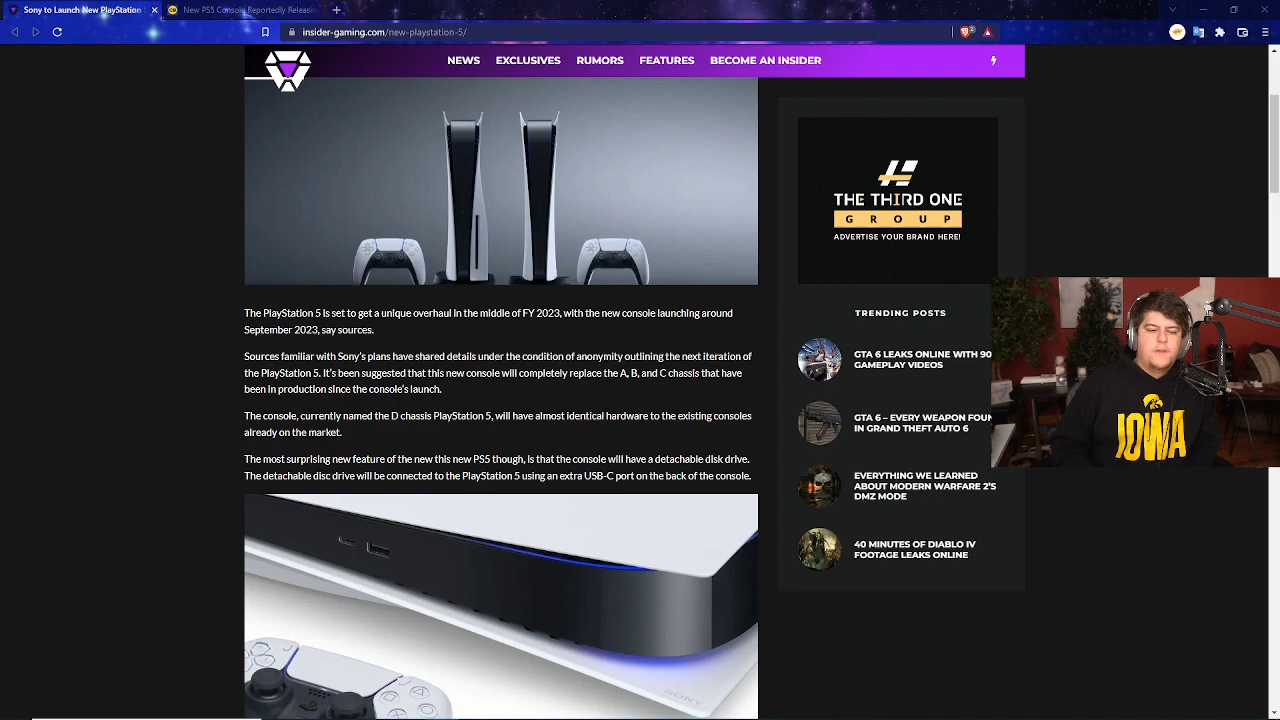 Sony to Launch New PlayStation 5
New PS5 Console Reportedly Releasin
insider-gaming.com/new-playstation-5/
2
NEWS
EXCLUSIVES
RUMORS
FEATURES
BECOME AN INSIDER
THE THIRD ONE
GROUP
ADVERTISE YOUR BRAND HERE!
The PlayStation 5 is set to get a unique overhaul in the middle of FY 2023, with the new console launching around
September 2023, say sources.
Sources familiar with Sony's plans have shared details under the condition of anonymity outlining the next iteration of
the PlayStation 5. It's been suggested that this new console will completely replace the A, B, and C chassis that have
been in production since the console's launch.
The console, currently named the D chassis PlayStation 5, will have almost identical hardware to the existing consoles
already on the market.
The most surprising new feature of the new this new PS5 though, is that the console will have a detachable disk drive.
The detachable disc drive will be connected to the PlayStation 5 using an extra USB-C port on the back of the console.
SONY
TRENDING POSTS
GTA 6 LEAKS ONLINE WITH 90
GAMEPLAY VIDEOS
GTA 6 – EVERY WEAPON FOUN
IN GRAND THEFT AUTO 6
EVERYTHING WE LEARNED
ABOUT MODERN WARFARE 2'S
DMZ MODE
40 MINUTES OF DIABLO IV
FOOTAGE LEAKS ONLINE
IOWA